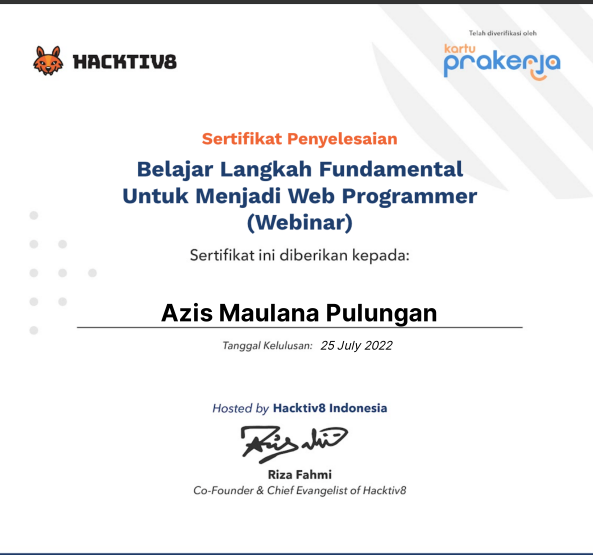 Telah diverifikasi oleh
HACKTIV8
kartu
prakerja
Sertifikat Penyelesaian
Belajar Langkah Fundamental
Untuk Menjadi Web Programmer
(Webinar)
Sertifikat ini diberikan kepada:
Azis Maulana Pulungan
Tanggal Kelulusan: 25 July 2022
Hosted by Hacktiv8 Indonesia
Riza Fahmi
Co-Founder & Chief Evangelist of Hacktiv8